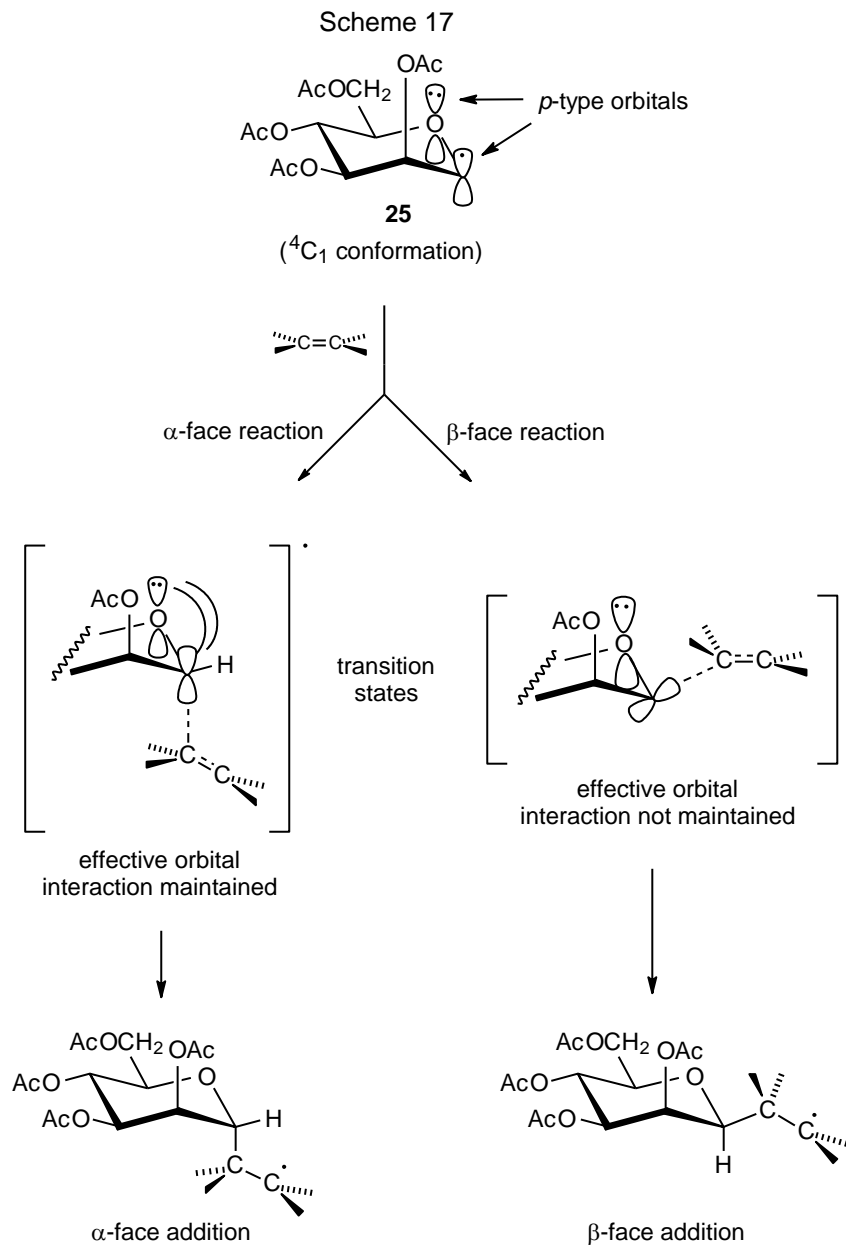 Scheme 17
OAc
AcOCH2
O
p-type orbitals
AcO
AcO
25
(4C1 conformation)
C=C
α-face reaction
β-face reaction
AcO
O
H
C
C
transition
states
AcO
O
C
C
effective orbital
interaction not maintained
effective orbital
interaction maintained
AcOCH2
OAc
AcO
O
AcO
H
C
C
α-face addition
AcOCH2
OAc
AcO
O
AcO
C
C
H
β-face addition